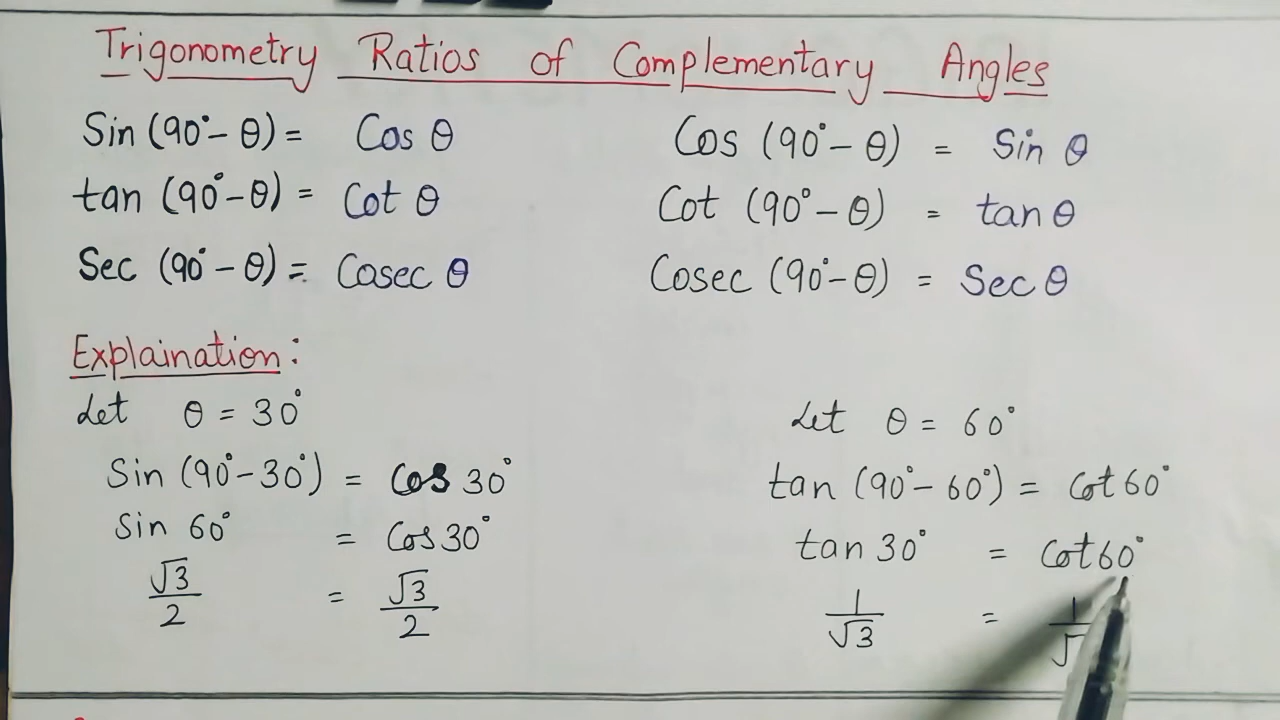 Trigonometry Ratios of Complementary Angles
Sin (90° - θ) = Cos θ
Cos (90° - θ) = Sin θ
tan (90° - θ) = Cot θ
Cot (90° - θ) = tan θ
Sec (90° - θ) = Cosec θ
Cosec (90° - θ) = Sec θ
Explaination:
Let θ = 30°
Sin (90° - 30°) = Cos 30°
Sin 60° = Cos 30°
√3/2 = √3/2
Let θ = 60°
tan (90° - 60°) = Cot 60°
tan 30° = Cot 60°
1/√3 =